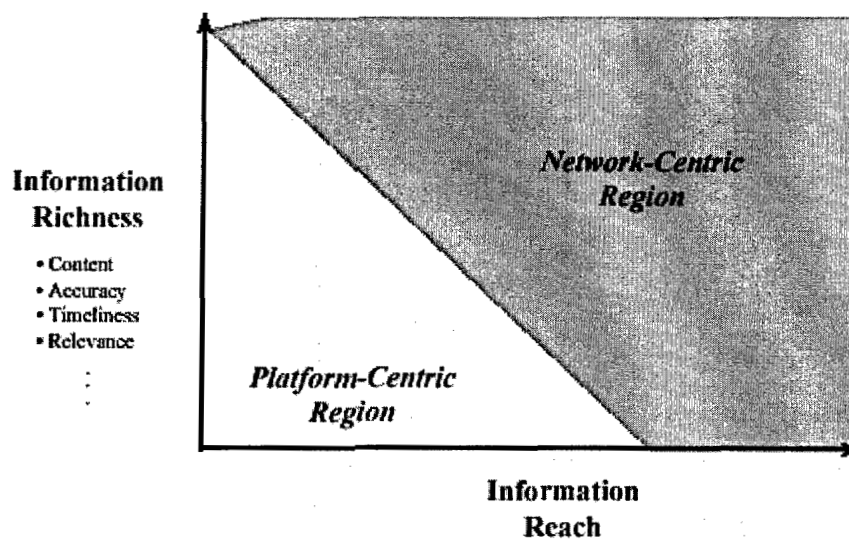 Network-Centric
Region
Information
Richness
• Content
• Accuracy
• Timeliness
• Relevance
.
.
.
Platform-Centric
Region
Information
Reach